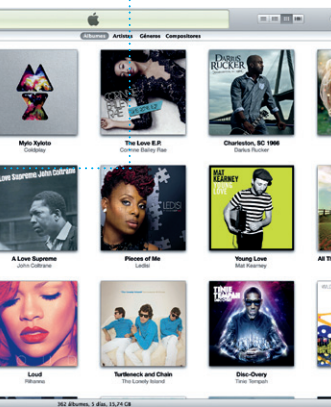 Álbumes Artistas Géneros Compositores
DARIUS RUCKER
Mylo Xyloto
Coldplay
The Love E.P.
Corinne Bailey Rae
Charleston, SC 1966
Darius Rucker
A Love Supreme John Coltrane
LEDISI
MAT KEARNEY
YOUNG LOVE
A Love Supreme
John Coltrane
Pieces of Me
Ledisi
Young Love
Mat Kearney
All T
TINIE TEMPAH
Loud
Rihanna
Turtleneck and Chain
The Lonely Island
Disc-Overy
Tinie Tempah
362 álbumes, 5 días, 15,74 GB